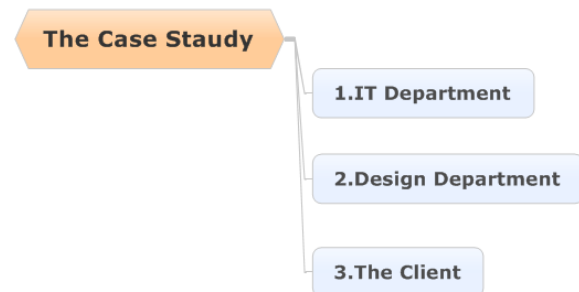 The Case Staudy
1.IT Department
2.Design Department
3.The Client